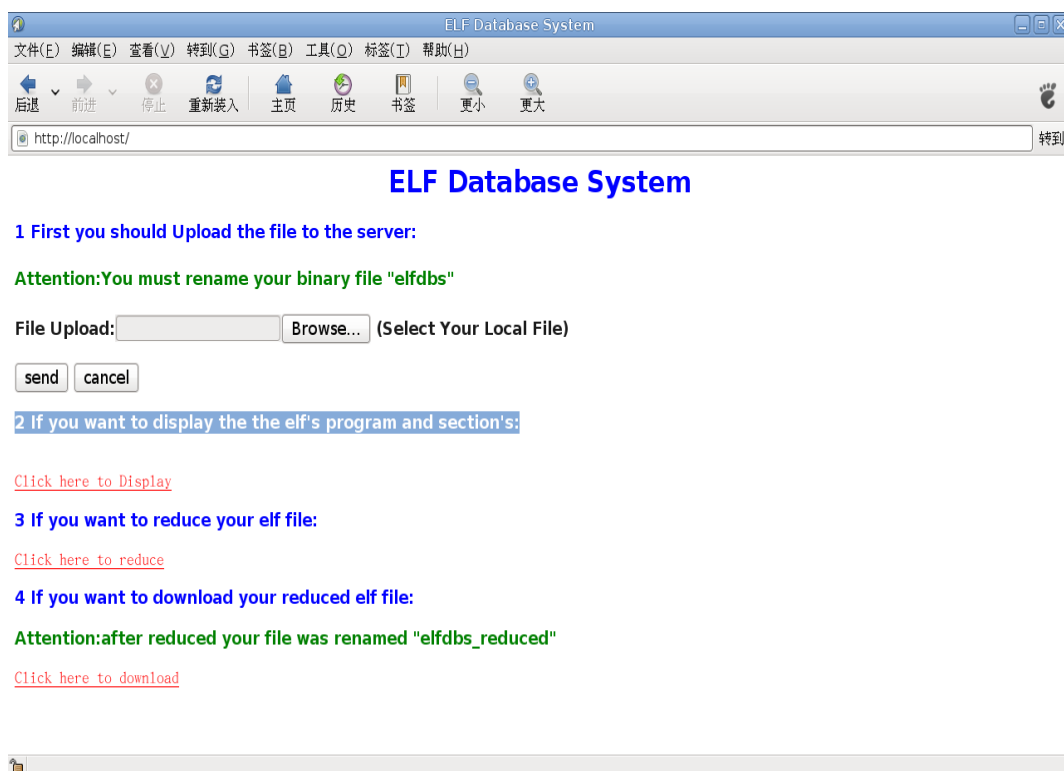 ELF Database System
文件(F) 编辑(E) 查看(V) 转到(G) 书签(B) 工具(O) 标签(T) 帮助(H)
后退 前进 停止 重新装入 主页 历史 书签 更小 更大
http://localhost/ 转到
ELF Database System
1 First you should Upload the file to the server:
Attention:You must rename your binary file "elfdbs"
File Upload: Browse... (Select Your Local File)
send cancel
2 If you want to display the the elf's program and section's:
Click here to Display
3 If you want to reduce your elf file:
Click here to reduce
4 If you want to download your reduced elf file:
Attention:after reduced your file was renamed "elfdbs_reduced"
Click here to download